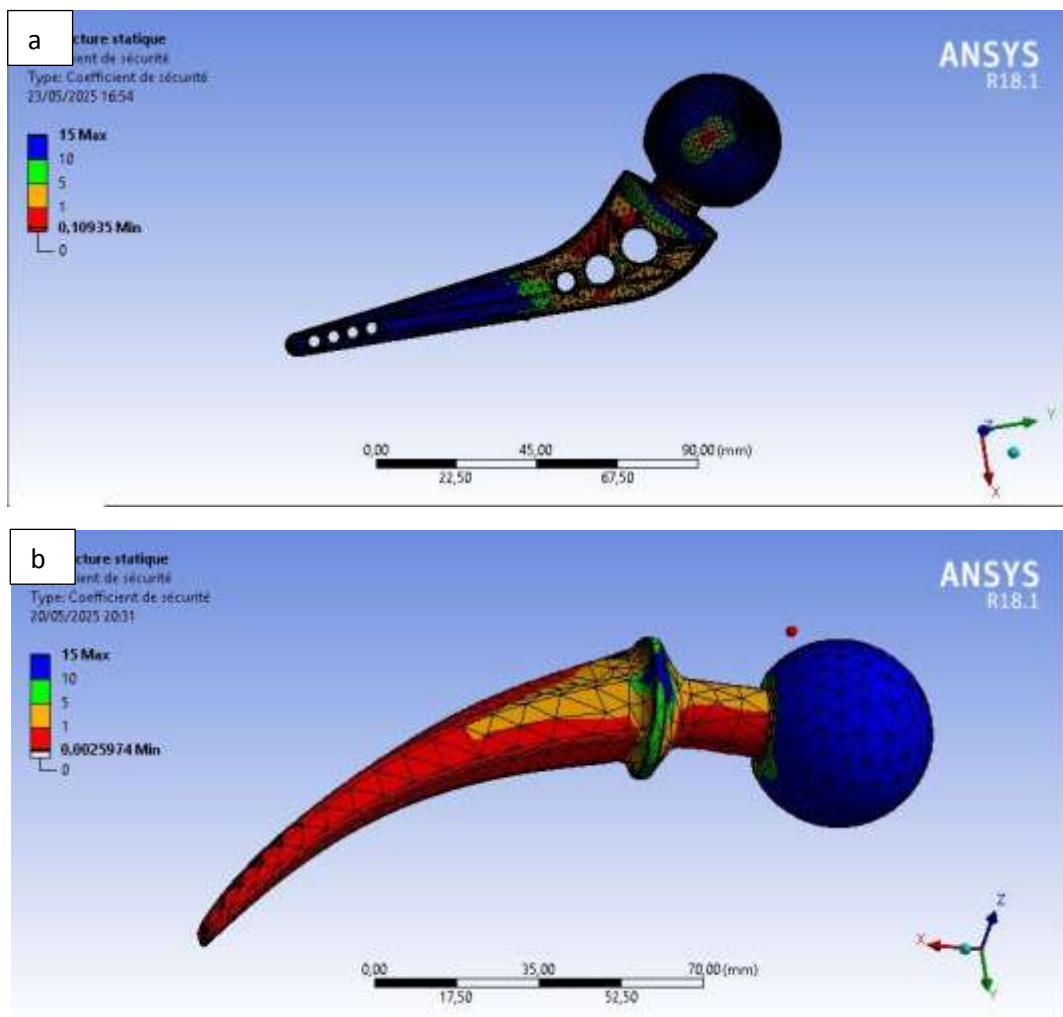 a
cture statique
ient de sécurité
Type: Coefficient de sécurité
23/05/2025 16:54
15 Max
10
5
1
0,10935 Min
0
ANSYS
R18.1
0,00 45,00 90,00 (mm)
22,50 67,50
Z
Y
X
b
cture statique
ient de sécurité
Type: Coefficient de sécurité
20/05/2025 20:31
15 Max
10
5
1
0,0025974 Min
0
ANSYS
R18.1
0,00 35,00 70,00 (mm)
17,50 52,50
Z
X
Y